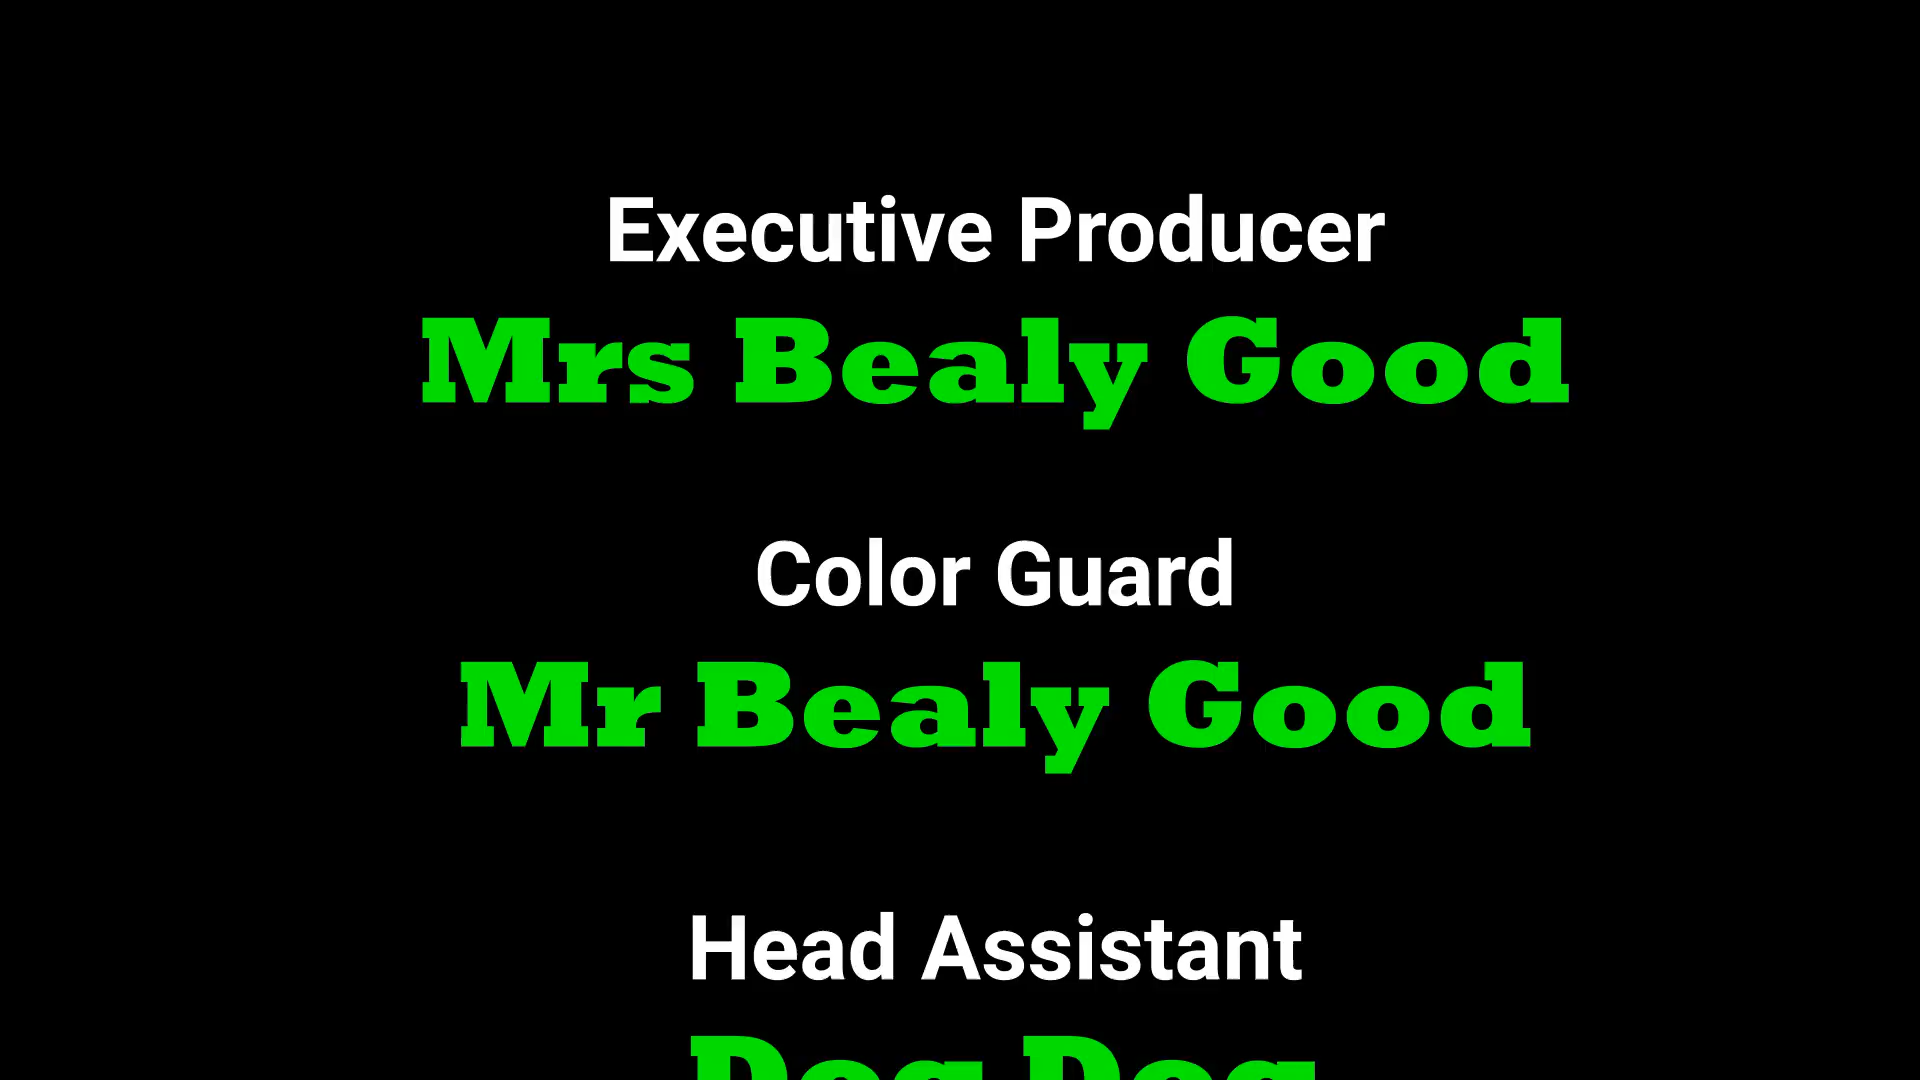 Executive Producer
Mrs Bealy Good
Color Guard
Mr Bealy Good
Head Assistant